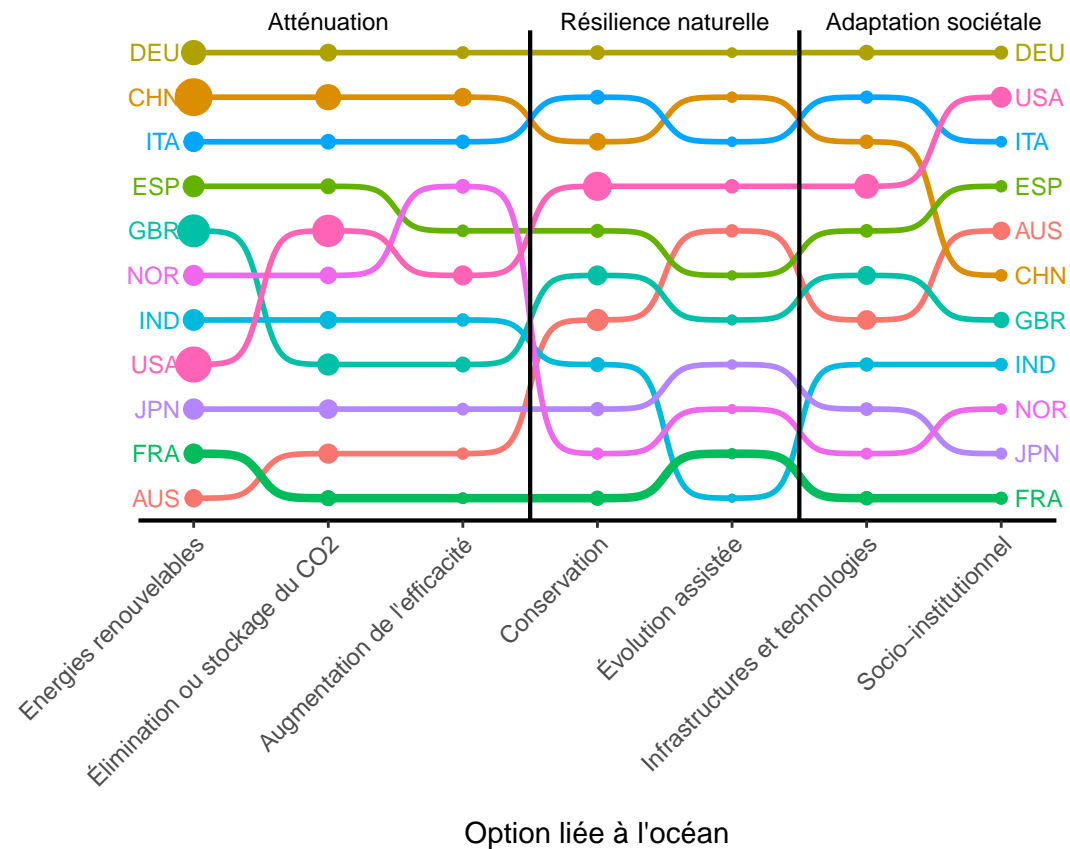 Atténuation
Résilience naturelle
Adaptation sociétale
DEU
CHN
ITA
ESP
GBR
NOR
IND
USA
JPN
FRA
AUS
DEU
USA
ITA
ESP
AUS
CHN
GBR
IND
NOR
JPN
FRA
Energies renouvelables
Élimination ou stockage du CO2
Augmentation de l'efficacité
Conservation
Évolution assistée
Infrastructures et technologies
Socio−institutionnel
Option liée à l'océan